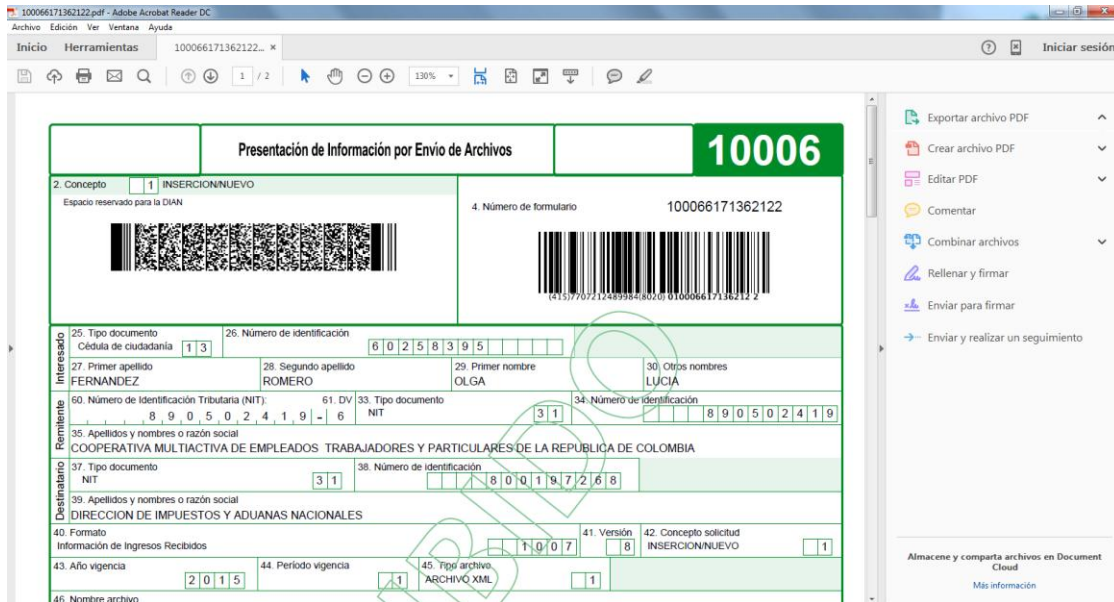 100066171362122.pdf - Adobe Acrobat Reader DC
Archivo Edición Ver Ventana Ayuda
Inicio Herramientas 100066171362122... × Iniciar sesión
1 / 2 130%
Exportar archivo PDF
Crear archivo PDF
Editar PDF
Comentar
Combinar archivos
Rellenar y firmar
Enviar para firmar
Enviar y realizar un seguimiento
Almacene y comparta archivos en Document
Cloud
Más información
Presentación de Información por Envio de Archivos 10006
2. Concepto 1 INSERCION/NUEVO
Espacio reservado para la DIAN
4. Número de formulario 100066171362122
(415)7707212489984(8020) 010006617136212 2
Interesado
25. Tipo documento 26. Número de identificación
Cédula de ciudadanía 1 3 6 0 2 5 8 3 9 5
27. Primer apellido 28. Segundo apellido 29. Primer nombre 30. Otros nombres
FERNANDEZ ROMERO OLGA LUCIA
Remitente
60. Número de Identificación Tributaria (NIT): 61. DV 33. Tipo documento 34. Número de identificación
8 9 0 5 0 2 4 1 9 - 6 NIT 3 1 8 9 0 5 0 2 4 1 9
35. Apellidos y nombres o razón social
COOPERATIVA MULTIACTIVA DE EMPLEADOS TRABAJADORES Y PARTICULARES DE LA REPUBLICA DE COLOMBIA
Destinatario
37. Tipo documento 38. Número de identificación
NIT 3 1 8 0 0 1 9 7 2 6 8
39. Apellidos y nombres o razón social
DIRECCION DE IMPUESTOS Y ADUANAS NACIONALES
40. Formato 41. Versión 42. Concepto solicitud
Información de Ingresos Recibidos 1 0 0 7 8 INSERCION/NUEVO 1
43. Año vigencia 44. Período vigencia 45. Tipo archivo
2 0 1 5 1 ARCHIVO XML 1
46. Nombre archivo